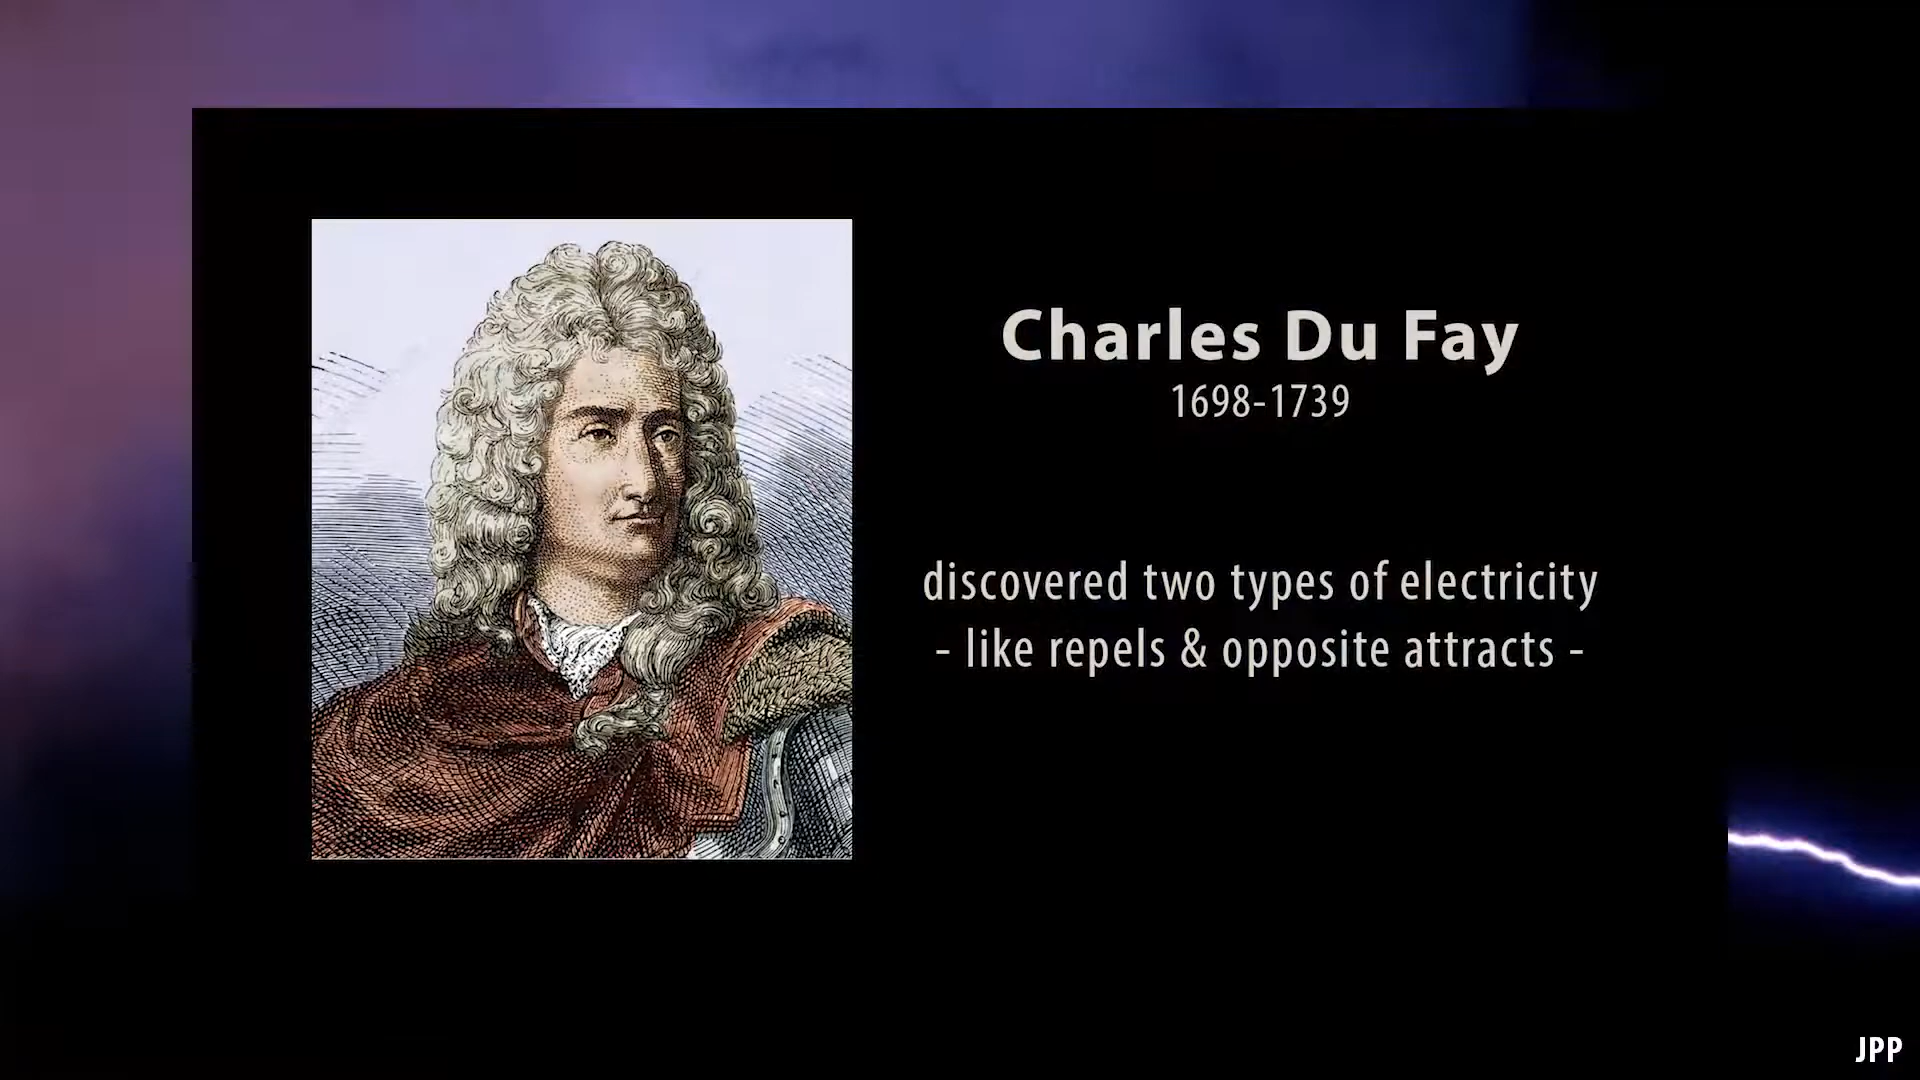 Charles Du Fay
1698-1739
discovered two types of electricity
- like repels & opposite attracts -
JPP